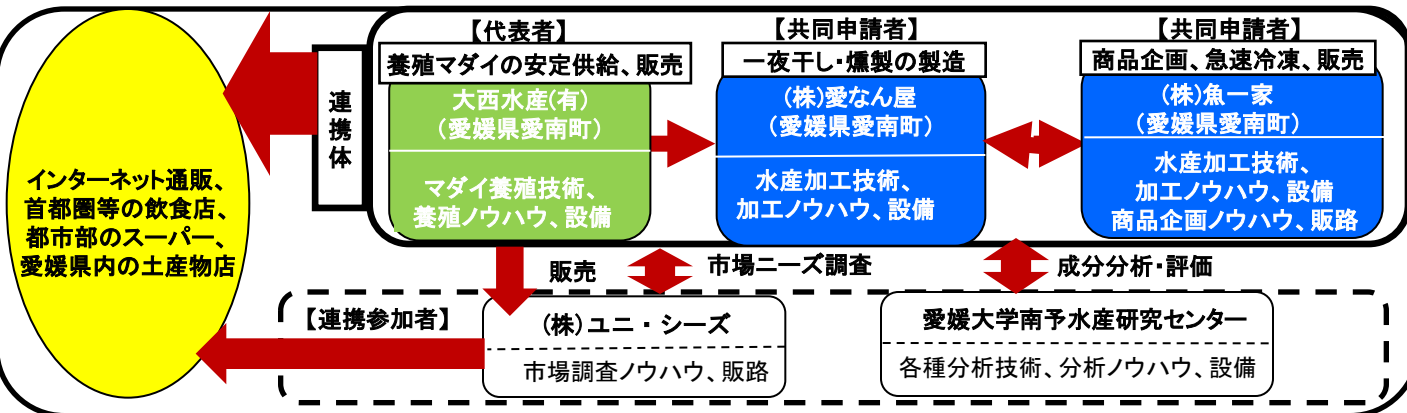 【代表者】
養殖マダイの安定供給、販売
大西水産(有)
(愛媛県愛南町)
マダイ養殖技術、
養殖ノウハウ、設備
【共同申請者】
一夜干し・燻製の製造
(株)愛なん屋
(愛媛県愛南町)
水産加工技術、
加工ノウハウ、設備
【共同申請者】
商品企画、急速冷凍、販売
(株)魚一家
(愛媛県愛南町)
水産加工技術、
加工ノウハウ、設備
商品企画ノウハウ、販路
連
携
体
インターネット通販、
首都圏等の飲食店、
都市部のスーパー、
愛媛県内の土産物店
販売
市場ニーズ調査
成分分析・評価
【連携参加者】
(株)ユニ・シーズ
市場調査ノウハウ、販路
愛媛大学南予水産研究センター
各種分析技術、分析ノウハウ、設備